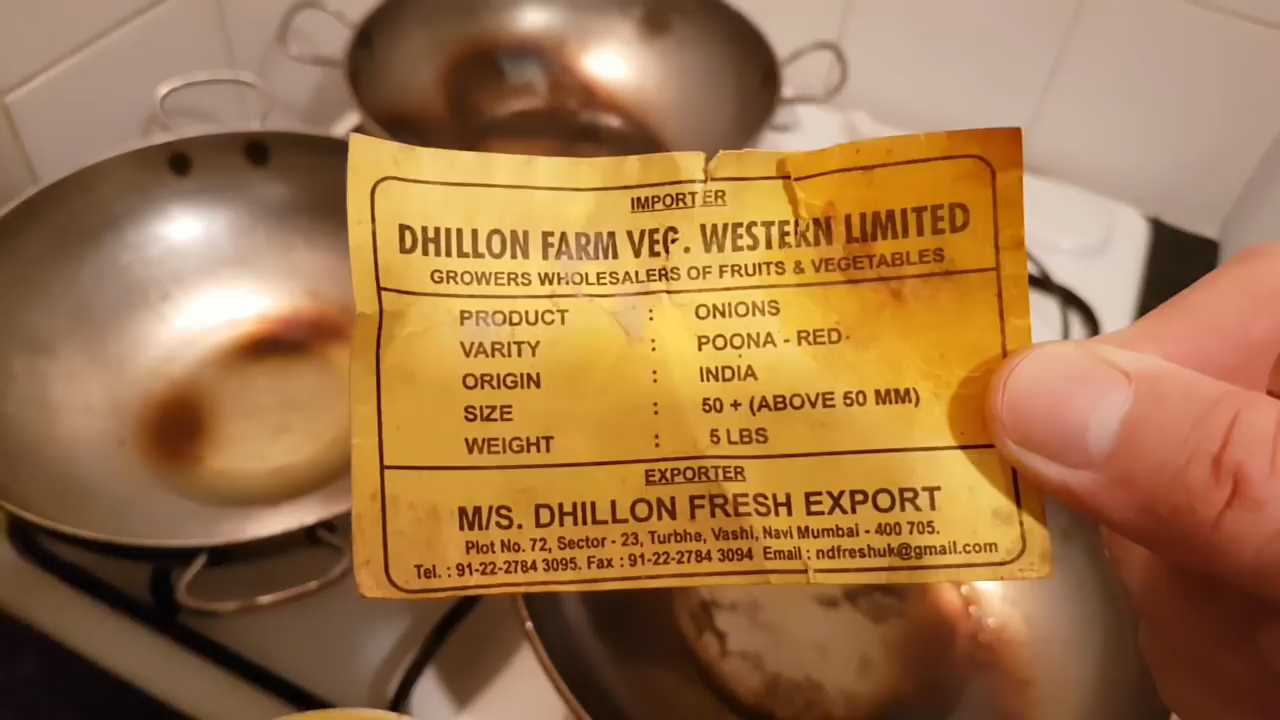 IMPORTER
DHILLON FARM VEG. WESTERN LIMITED
GROWERS WHOLESALERS OF FRUITS & VEGETABLES
PRODUCT : ONIONS
VARITY : POONA - RED
ORIGIN : INDIA
SIZE : 50 + (ABOVE 50 MM)
WEIGHT : 5 LBS
EXPORTER
M/S. DHILLON FRESH EXPORT
Plot No. 72, Sector - 23, Turbhe, Vashi, Navi Mumbai - 400 705.
Tel. : 91-22-2784 3095. Fax : 91-22-2784 3094 Email : ndfreshuk@gmail.com